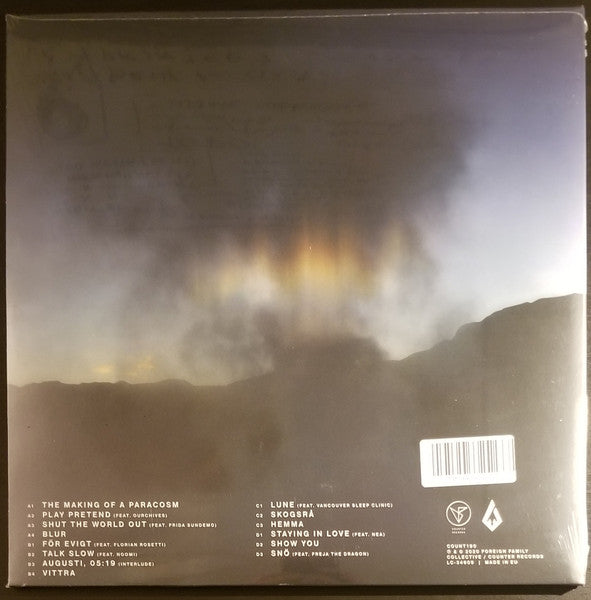 A1 THE MAKING OF A PARACOSM
A2 PLAY PRETEND (FEAT. OURCHIVES)
A3 SHUT THE WORLD OUT (FEAT. FRIDA SUNDEMO)
A4 BLUR
B1 FÖR EVIGT (FEAT. FLORIAN ROSETTI)
B2 TALK SLOW (FEAT. NOOMI)
B3 AUGUSTI, 05:19 (INTERLUDE)
B4 VITTRA
C1 LUNE (FEAT. VANCOUVER SLEEP CLINIC)
C2 SKOGSRÅ
C3 HEMMA
D1 STAYING IN LOVE (FEAT. NEA)
D2 SHOW YOU
D3 SNÖ (FEAT. FREJA THE DRAGON)
COUNTER RECORDS
COUNT193
℗ & © 2020 FOREIGN FAMILY
COLLECTIVE / COUNTER RECORDS
LC-24909 | MADE IN EU